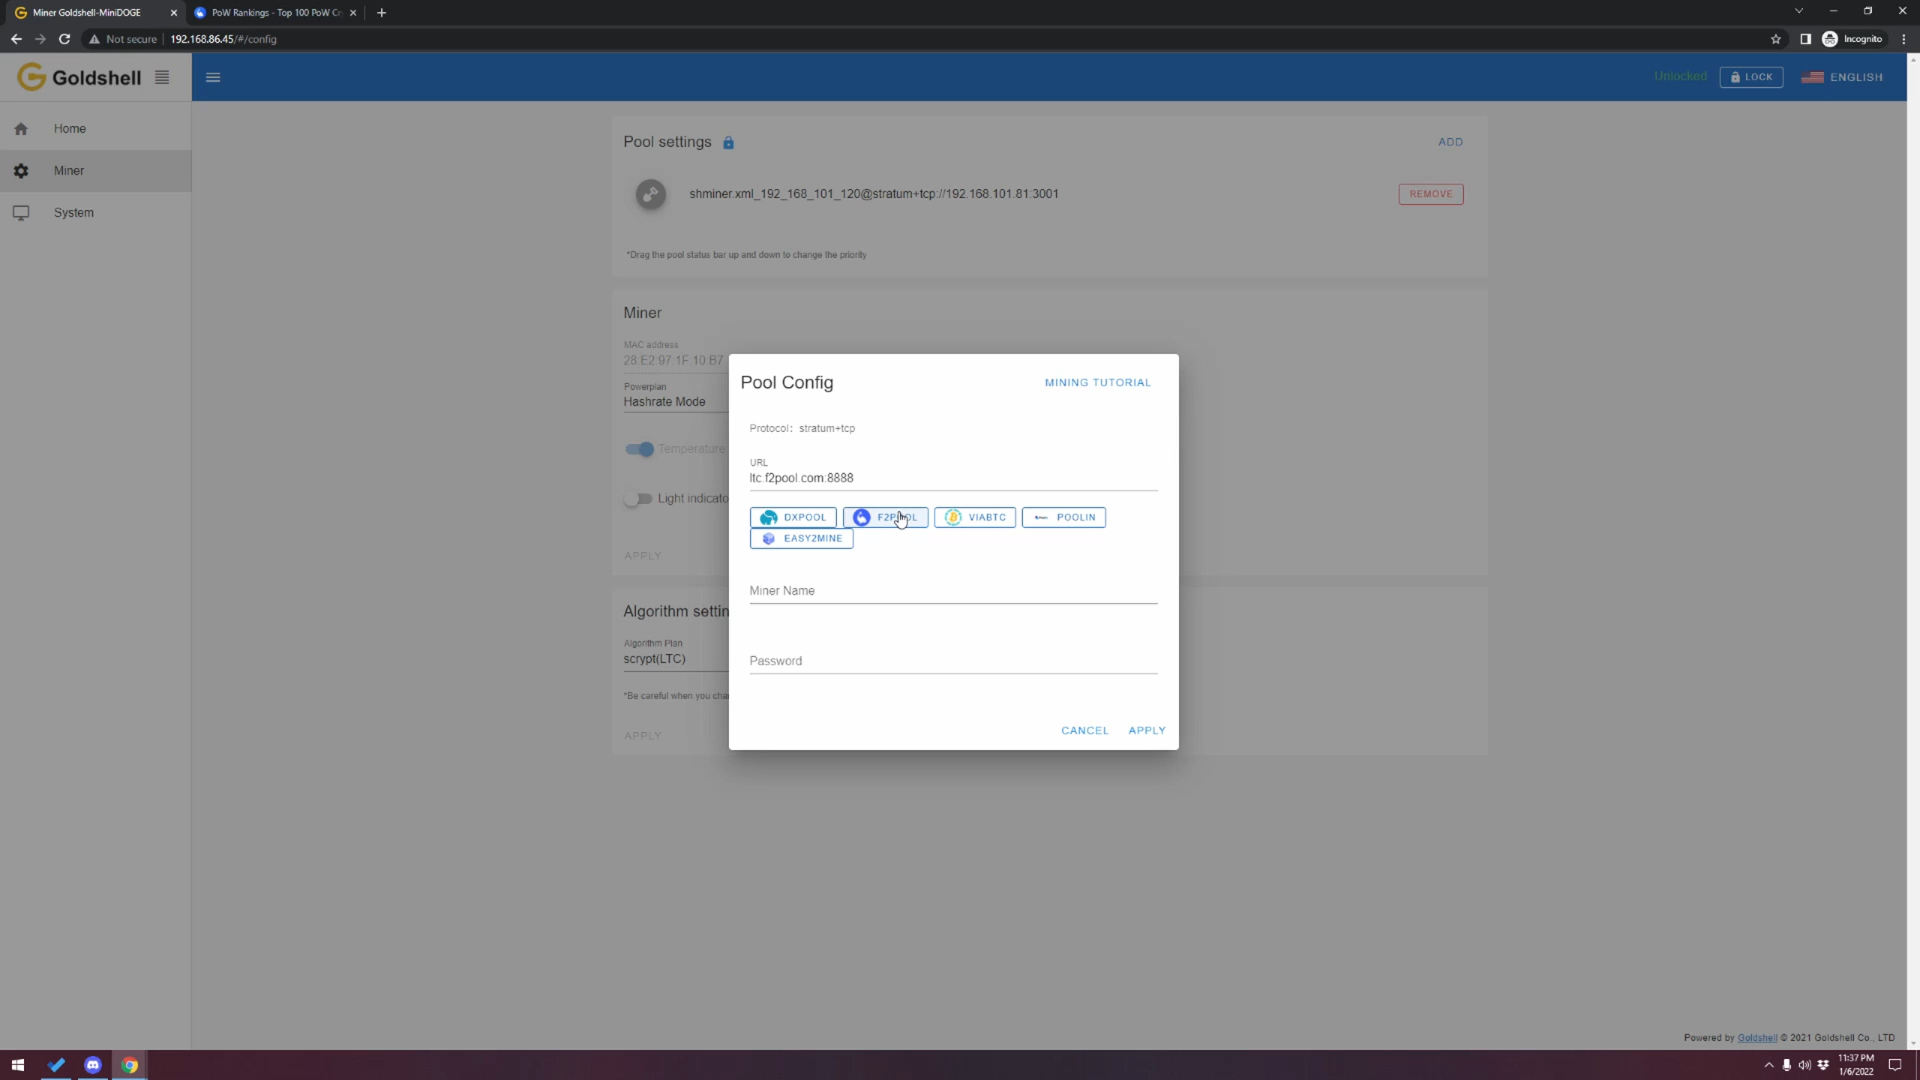 Miner Goldshell-MiniDOGE
PoW Rankings - Top 100 PoW Cr
Not secure
192.168.86.45/#/config
Incognito
Goldshell
Unlocked
LOCK
ENGLISH
Home
Miner
System
Pool settings
ADD
shminer.xml_192_168_101_120@stratum+tcp://192.168.101.81:3001
REMOVE
*Drag the pool status bar up and down to change the priority
Miner
MAC address
28:E2:97:1F:10:B7
Powerplan
Hashrate Mode
Temperature
Light indicato
APPLY
Algorithm settin
Algorithm Plan
scrypt(LTC)
*Be careful when you cha
APPLY
Pool Config
MINING TUTORIAL
Protocol: stratum+tcp
URL
ltc.f2pool.com:8888
DXPOOL
F2POOL
VIABTC
POOLIN
EASY2MINE
Miner Name
Password
CANCEL
APPLY
Powered by Goldshell © 2021 Goldshell Co., LTD
11:37 PM
1/6/2022